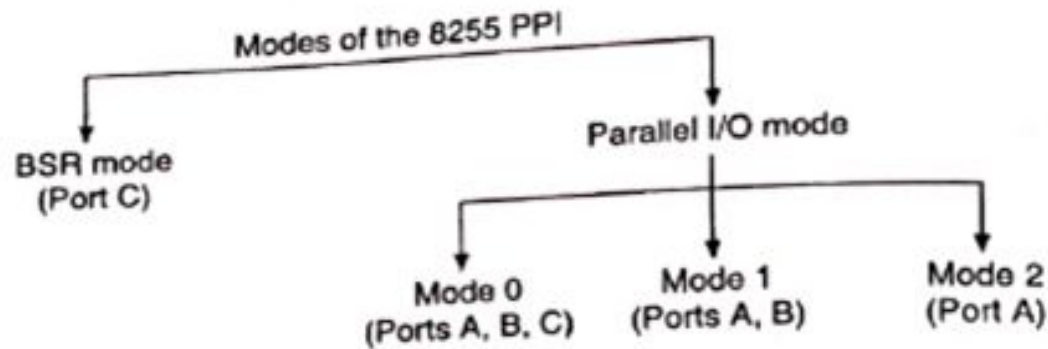 Modes of the 8255 PPI
BSR mode
(Port C)
Parallel I/O mode
Mode 0
(Ports A, B, C)
Mode 1
(Ports A, B)
Mode 2
(Port A)